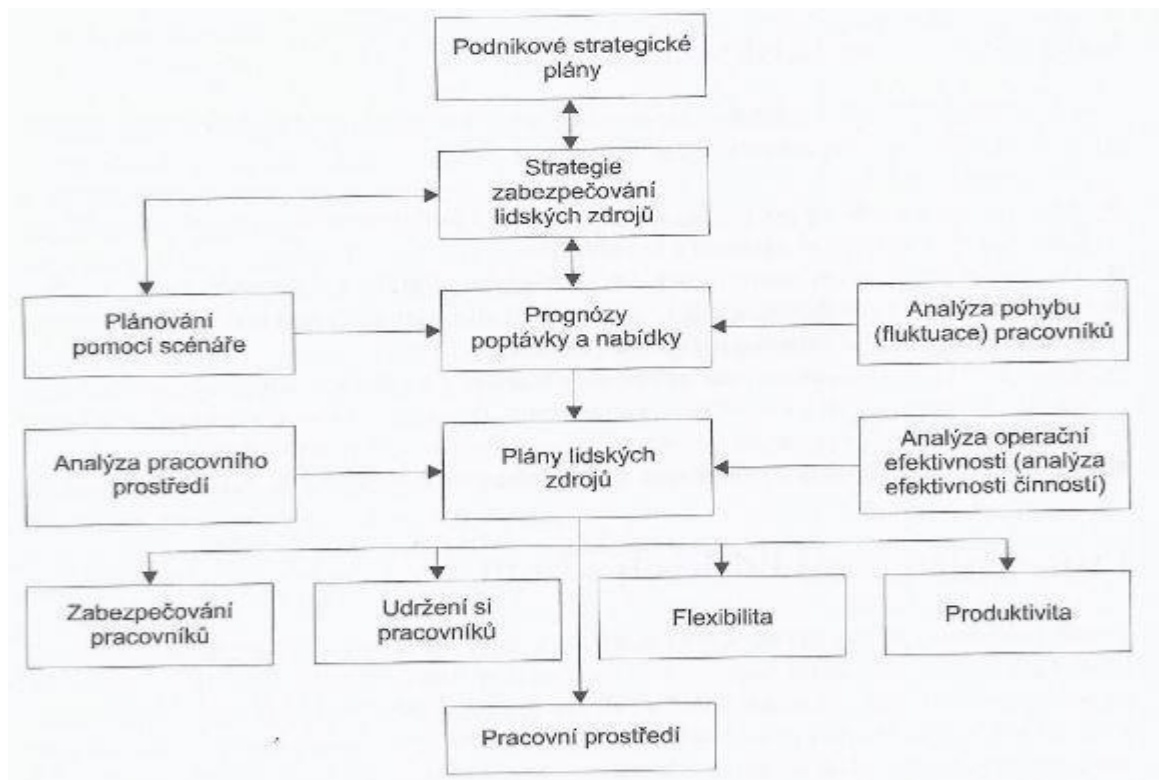 Podnikové strategické
plány
Strategie
zabezpečování
lidských zdrojů
Plánování
pomocí scénáře
Prognózy
poptávky a nabídky
Analýza pohybu
(fluktuace) pracovníků
Analýza pracovního
prostředí
Plány lidských
zdrojů
Analýza operační
efektivnosti (analýza
efektivnosti činností)
Zabezpečování
pracovníků
Udržení si
pracovníků
Flexibilita
Produktivita
Pracovní prostředí